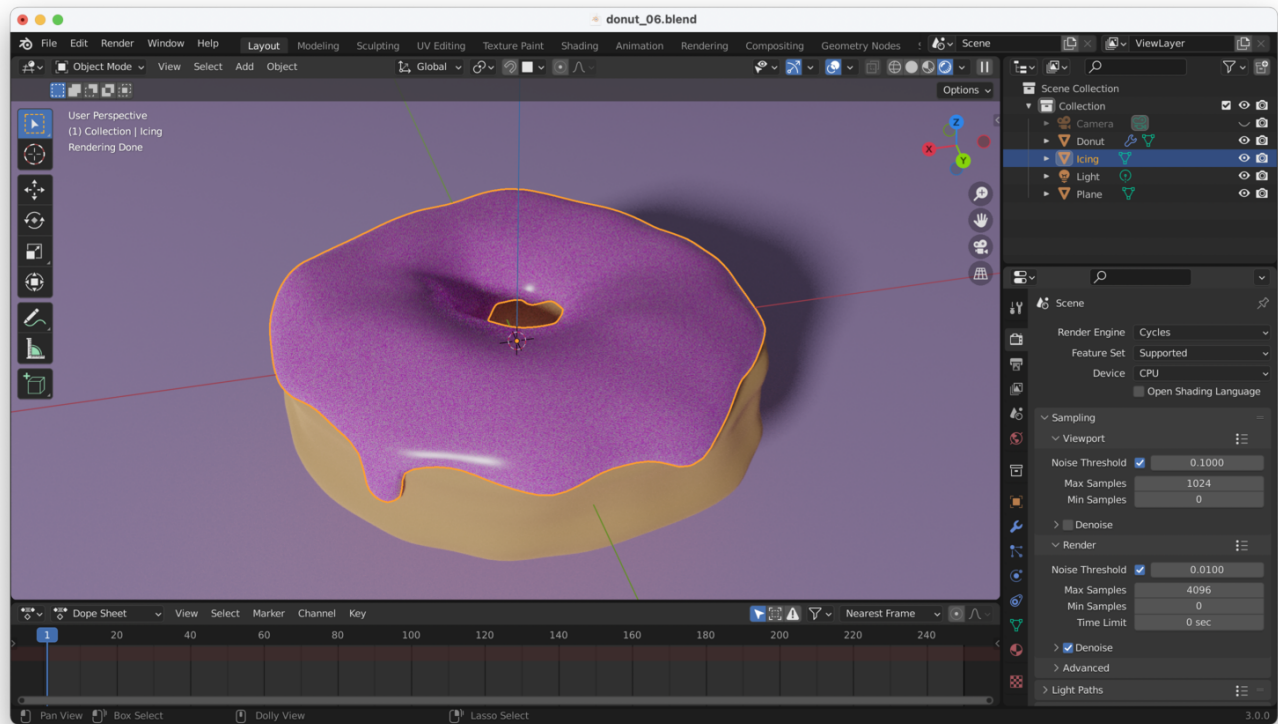 donut_06.blend
File Edit Render Window Help Layout Modeling Sculpting UV Editing Texture Paint Shading Animation Rendering Compositing Geometry Nodes Scene ViewLayer
Object Mode View Select Add Object Global
Options
User Perspective
(1) Collection | Icing
Rendering Done
Z
X
Y
Scene Collection
Collection
Camera
Donut
Icing
Light
Plane
Scene
Render Engine Cycles
Feature Set Supported
Device CPU
Open Shading Language
Sampling
Viewport
Noise Threshold 0.1000
Max Samples 1024
Min Samples 0
Denoise
Render
Noise Threshold 0.0100
Max Samples 4096
Min Samples 0
Time Limit 0 sec
Denoise
Advanced
Light Paths
Dope Sheet View Select Marker Channel Key Nearest Frame
1 20 40 60 80 100 120 140 160 180 200 220 240
Pan View Box Select Dolly View Lasso Select 3.0.0